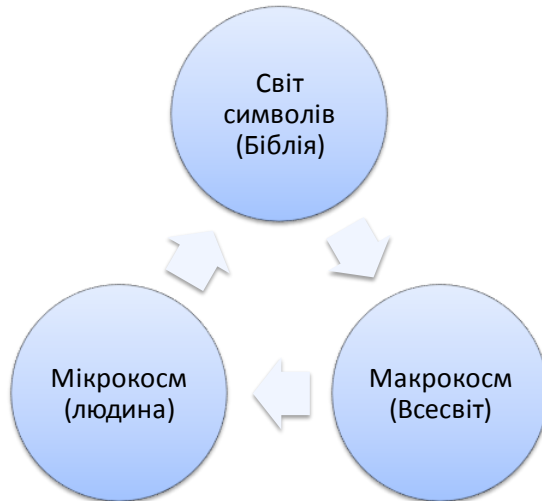 Світ
символів
(Біблія)
Мікрокосм
(людина)
Макрокосм
(Всесвіт)